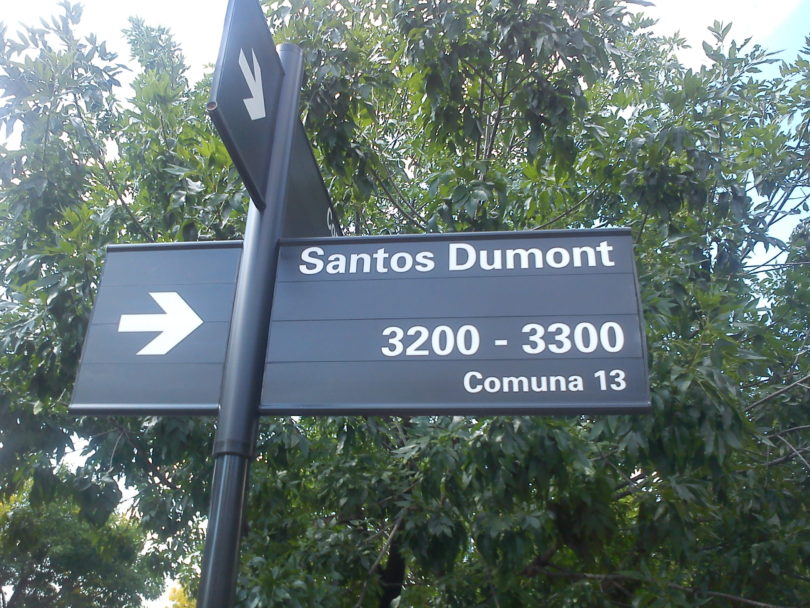 Santos Dumont
3200 - 3300
Comuna 13